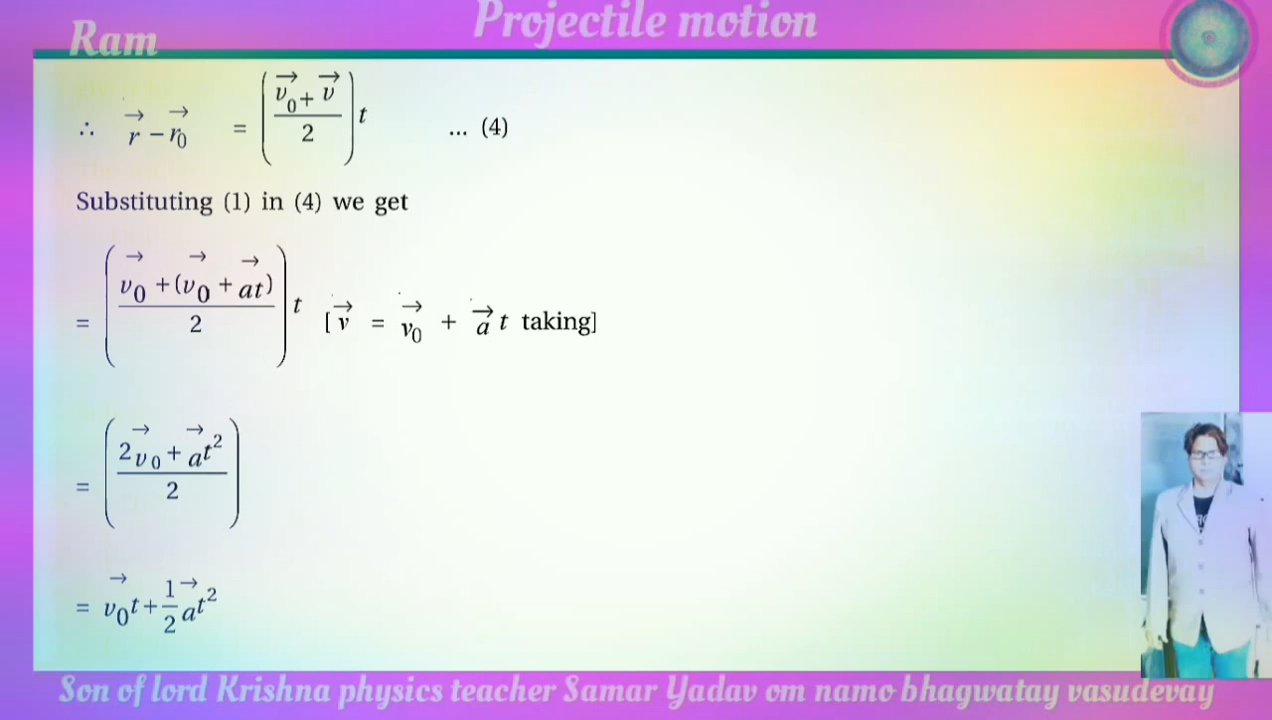 Projectile motion
Ram
∴ r⃗ − r⃗₀ = ( (v⃗₀ + v⃗) / 2 ) t ... (4)
Substituting (1) in (4) we get
= ( (v⃗₀ + (v⃗₀ + a⃗t)) / 2 ) t [ v⃗ = v⃗₀ + a⃗ t taking]
= ( (2v⃗₀ + a⃗t²) / 2 )
= v⃗₀t + 1/2 a⃗t²
Son of lord Krishna physics teacher Samar Yadav om namo bhagwatay vasudevay